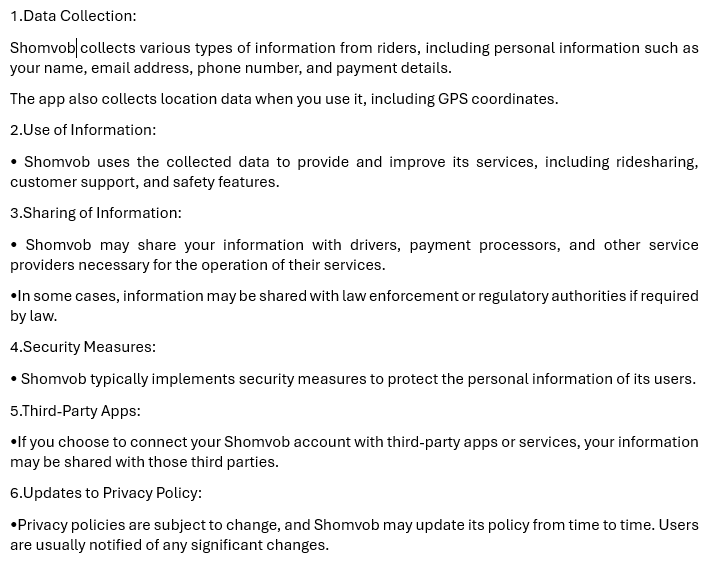 1.Data Collection:
Shomvob collects various types of information from riders, including personal information such as
your name, email address, phone number, and payment details.
The app also collects location data when you use it, including GPS coordinates.
2.Use of Information:
• Shomvob uses the collected data to provide and improve its services, including ridesharing,
customer support, and safety features.
3.Sharing of Information:
• Shomvob may share your information with drivers, payment processors, and other service
providers necessary for the operation of their services.
•In some cases, information may be shared with law enforcement or regulatory authorities if required
by law.
4.Security Measures:
• Shomvob typically implements security measures to protect the personal information of its users.
5.Third-Party Apps:
•If you choose to connect your Shomvob account with third-party apps or services, your information
may be shared with those third parties.
6.Updates to Privacy Policy:
•Privacy policies are subject to change, and Shomvob may update its policy from time to time. Users
are usually notified of any significant changes.